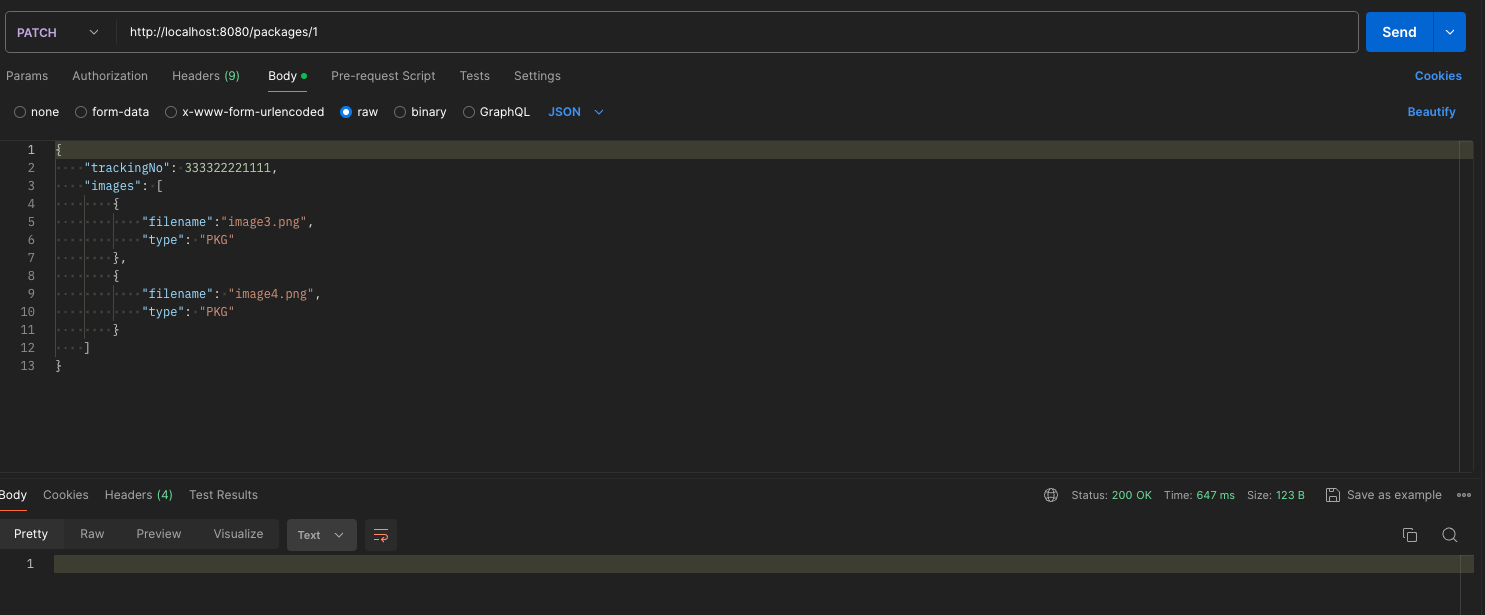 PATCH http://localhost:8080/packages/1 Send
Params Authorization Headers (9) Body Pre-request Script Tests Settings Cookies
none form-data x-www-form-urlencoded raw binary GraphQL JSON Beautify
1 {
2 "trackingNo": 333322221111,
3 "images": [
4 {
5 "filename":"image3.png",
6 "type": "PKG"
7 },
8 {
9 "filename": "image4.png",
10 "type": "PKG"
11 }
12 ]
13 }
Body Cookies Headers (4) Test Results Status: 200 OK Time: 647 ms Size: 123 B Save as example
Pretty Raw Preview Visualize Text
1